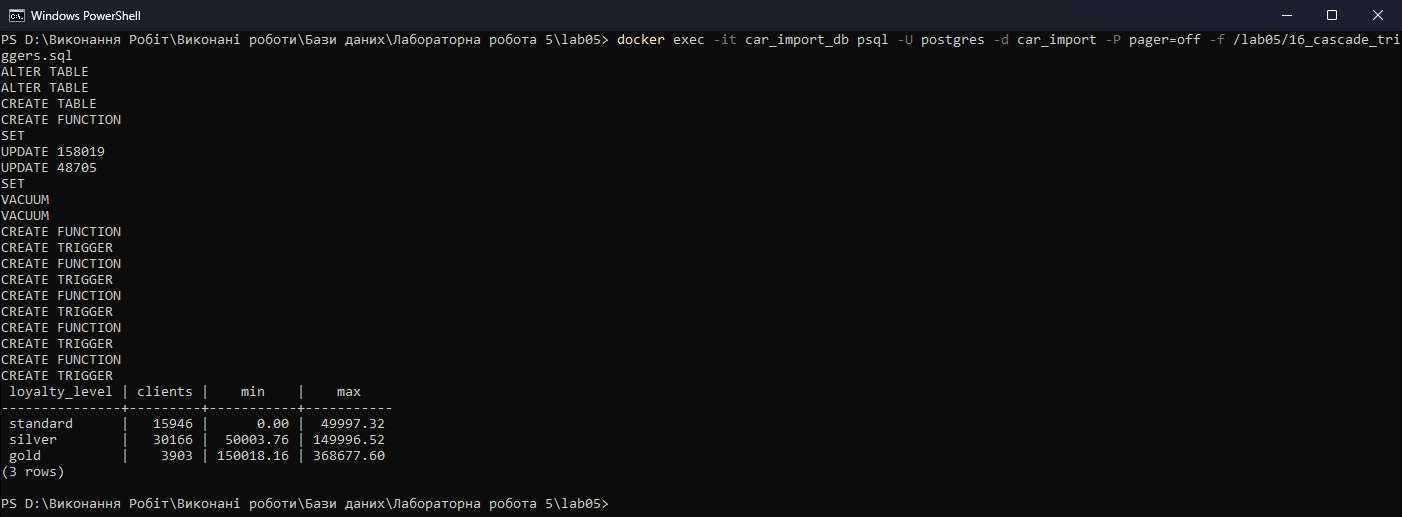 Windows PowerShell
PS D:\Виконання Робіт\Виконані роботи\Бази даних\Лабораторна робота 5\lab05> docker exec -it car_import_db psql -U postgres -d car_import -P pager=off -f /lab05/16_cascade_tri
ggers.sql
ALTER TABLE
ALTER TABLE
CREATE TABLE
CREATE FUNCTION
SET
UPDATE 158019
UPDATE 48705
SET
VACUUM
VACUUM
CREATE FUNCTION
CREATE TRIGGER
CREATE FUNCTION
CREATE TRIGGER
CREATE FUNCTION
CREATE TRIGGER
CREATE FUNCTION
CREATE TRIGGER
CREATE FUNCTION
CREATE TRIGGER
 loyalty_level | clients |    min    |    max
---------------+---------+-----------+-----------
 standard      |   15946 |      0.00 |  49997.32
 silver        |   30166 |  50003.76 | 149996.52
 gold          |    3903 | 150018.16 | 368677.60
(3 rows)
PS D:\Виконання Робіт\Виконані роботи\Бази даних\Лабораторна робота 5\lab05>